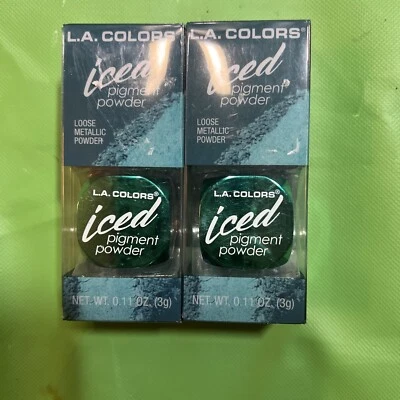 L.A. COLORS®
iced
pigment
powder
LOOSE
METALLIC
POWDER
L.A. COLORS®
iced
pigment
powder
NET. WT. 0.11 OZ. (3g)
L.A. COLORS®
iced
pigment
powder
LOOSE
METALLIC
POWDER
L.A. COLORS®
iced
pigment
powder
NET. WT. 0.11 OZ. (3g)